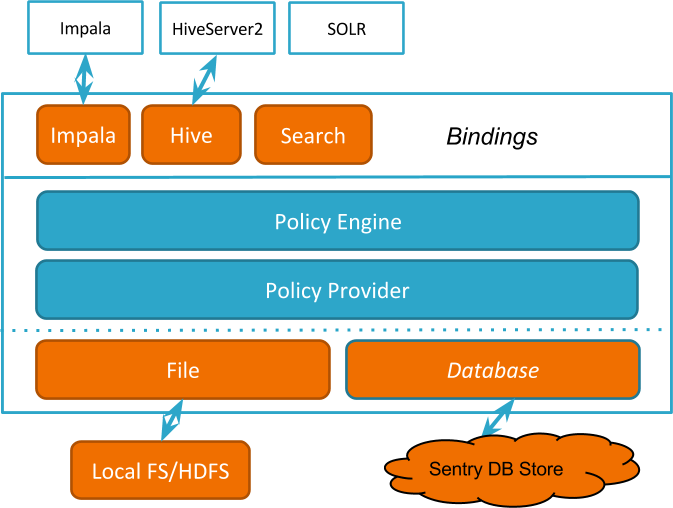 Impala
HiveServer2
SOLR
Impala
Hive
Search
Bindings
Policy Engine
Policy Provider
File
Database
Local FS/HDFS
Sentry DB Store